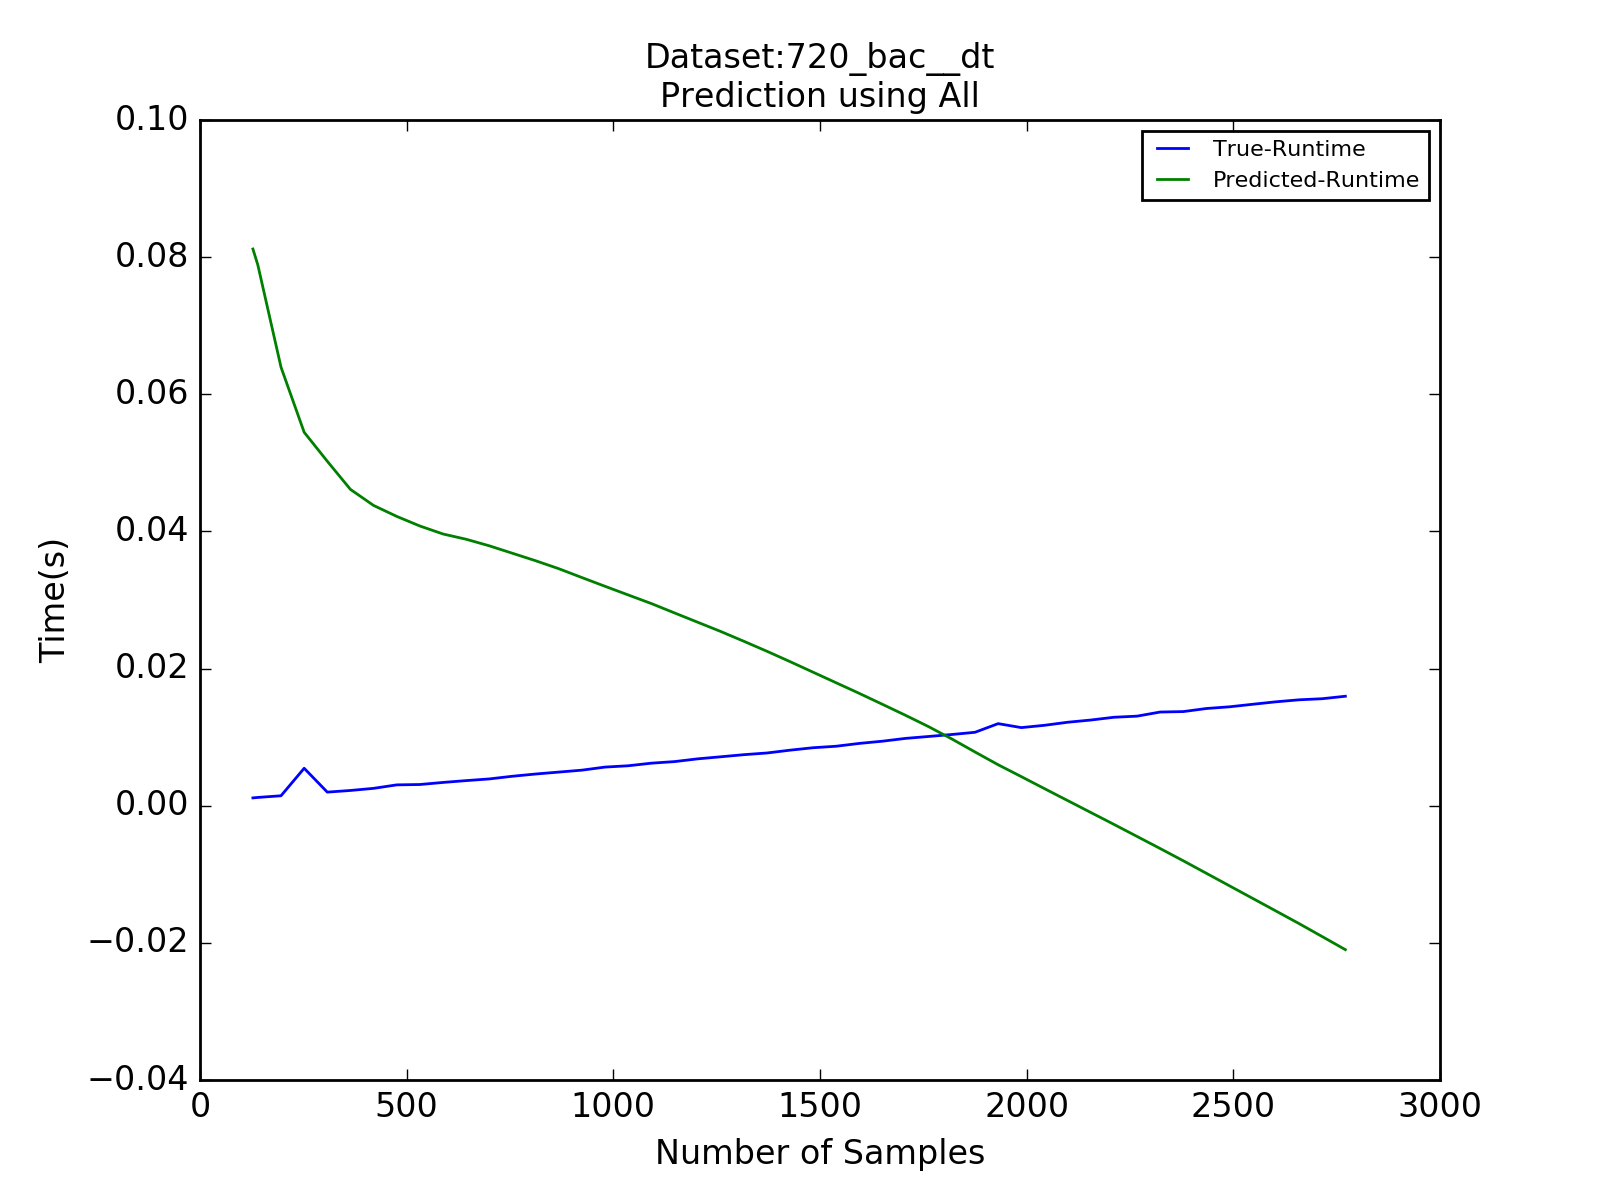 Dataset:720_bac__dt
Prediction using All
0.10
0.08
0.06
0.04
0.02
0.00
−0.02
−0.04
Time(s)
True-Runtime
Predicted-Runtime
0 500 1000 1500 2000 2500 3000
Number of Samples